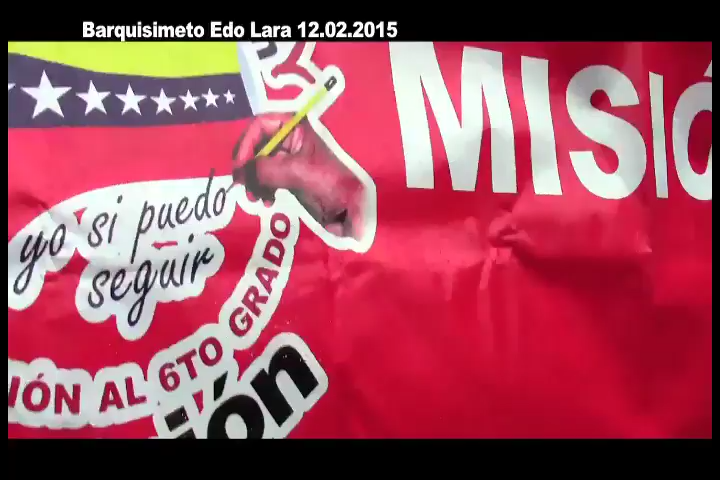 Barquisimeto Edo Lara 12.02.2015
MISIÓ
yo si puedo
seguir
IÓN AL 6TO GRADO
ión